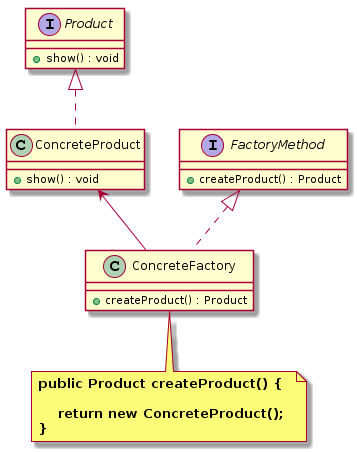 I Product
show() : void
C ConcreteProduct
show() : void
I FactoryMethod
createProduct() : Product
C ConcreteFactory
createProduct() : Product
public Product createProduct() {
return new ConcreteProduct();
}